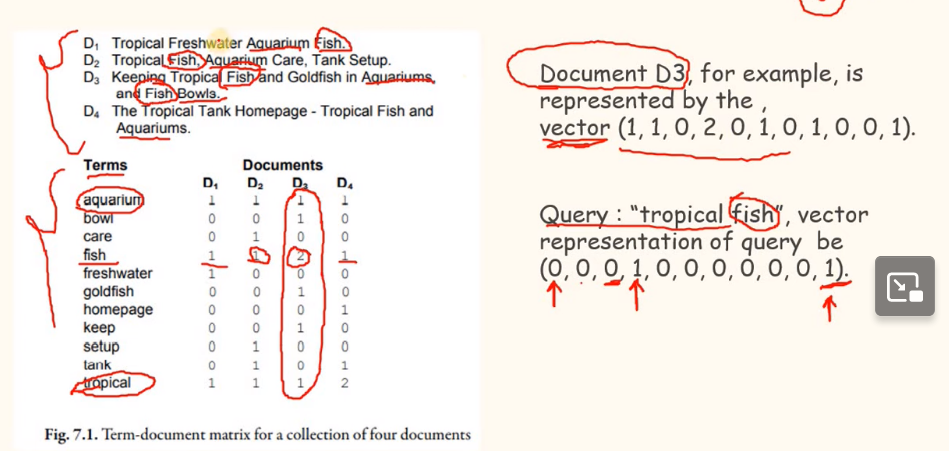 D₁ Tropical Freshwater Aquarium Fish.
D₂ Tropical Fish, Aquarium Care, Tank Setup.
D₃ Keeping Tropical Fish and Goldfish in Aquariums,
and Fish Bowls.
D₄ The Tropical Tank Homepage - Tropical Fish and
Aquariums.
Terms Documents
D₁ D₂ D₃ D₄
aquarium 1 1 1 1
bowl 0 0 1 0
care 0 1 0 0
fish 1 1 2 1
freshwater 1 0 0 0
goldfish 0 0 1 0
homepage 0 0 0 1
keep 0 0 1 0
setup 0 1 0 0
tank 0 1 0 1
tropical 1 1 1 2
Fig. 7.1. Term-document matrix for a collection of four documents
Document D3, for example, is
represented by the
vector (1, 1, 0, 2, 0, 1, 0, 1, 0, 0, 1).
Query : "tropical fish", vector
representation of query be
(0, 0, 0, 1, 0, 0, 0, 0, 0, 0, 1).